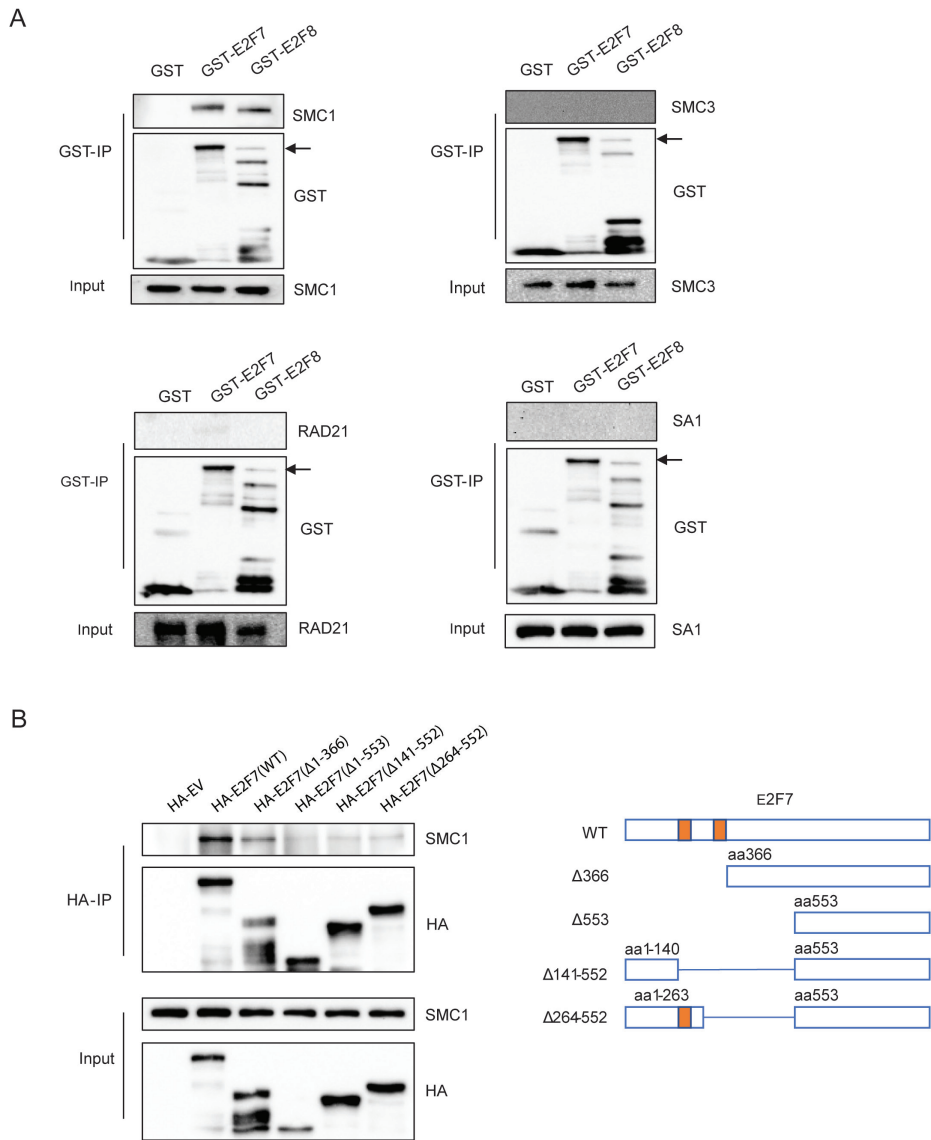 A
GST GST-E2F7 GST-E2F8
SMC1
GST-IP
GST
Input SMC1
GST GST-E2F7 GST-E2F8
SMC3
GST-IP
GST
Input SMC3
GST GST-E2F7 GST-E2F8
RAD21
GST-IP
GST
Input RAD21
GST GST-E2F7 GST-E2F8
SA1
GST-IP
GST
Input SA1
B
HA-EV HA-E2F7(WT) HA-E2F7(Δ1-366) HA-E2F7(Δ1-553) HA-E2F7(Δ141-552) HA-E2F7(Δ264-552)
SMC1
HA-IP
HA
SMC1
Input
HA
E2F7
WT
aa366
Δ366
aa553
Δ553
aa1-140 aa553
Δ141-552
aa1-263 aa553
Δ264-552